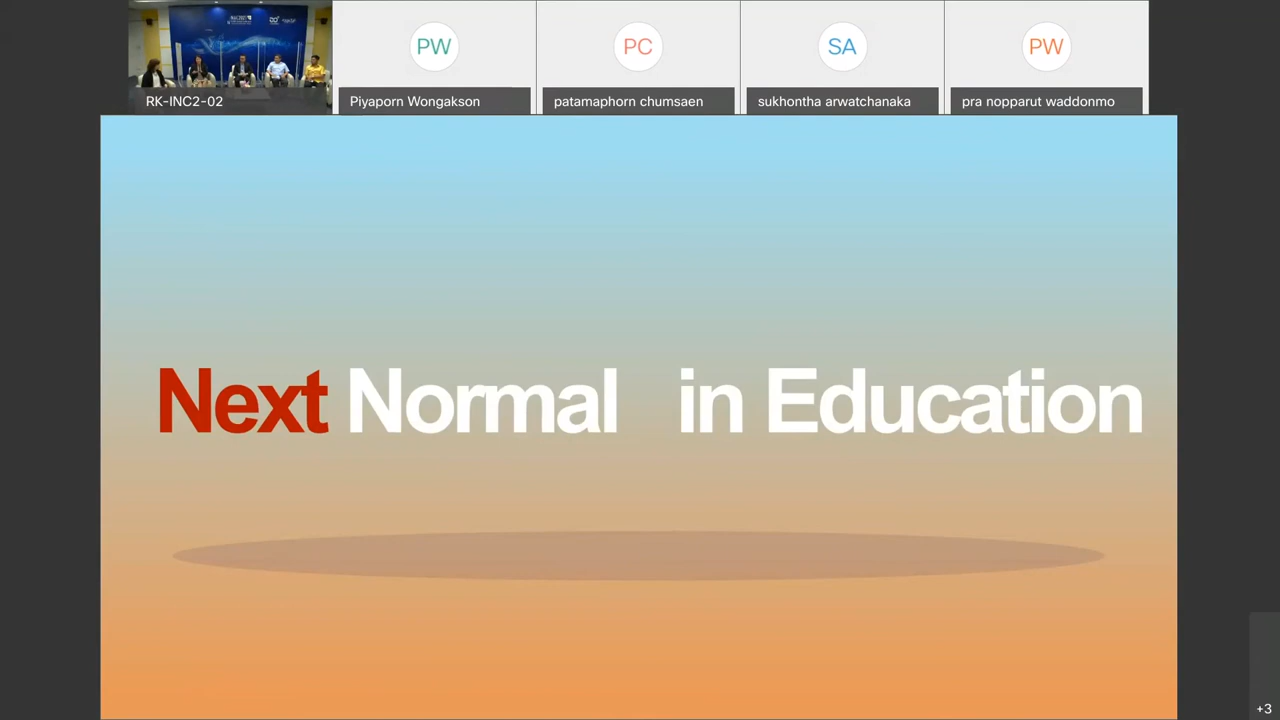 RK-INC2-02
PW
Piyaporn Wongakson
PC
patamaphorn chumsaen
SA
sukhontha arwatchanaka
PW
pra nopparut waddonmo
Next Normal in Education
+3